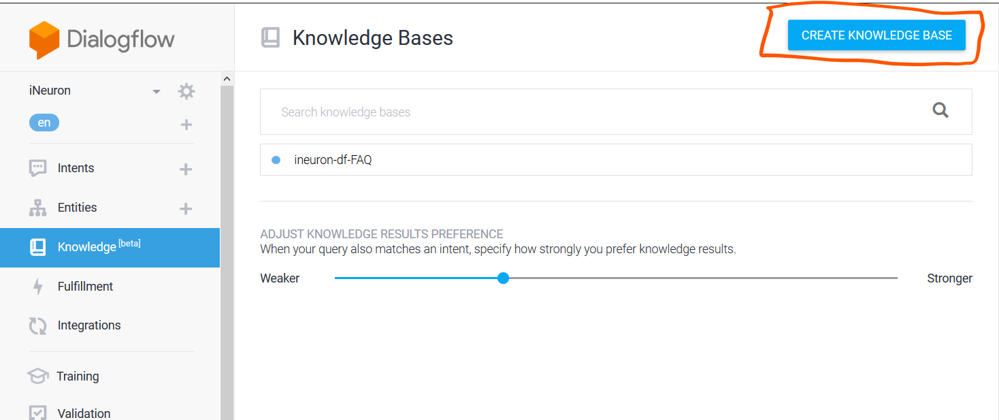 Dialogflow
Knowledge Bases
CREATE KNOWLEDGE BASE
iNeuron
en
Intents
Entities
Knowledge [beta]
Fulfillment
Integrations
Training
Validation
Search knowledge bases
ineuron-df-FAQ
ADJUST KNOWLEDGE RESULTS PREFERENCE
When your query also matches an intent, specify how strongly you prefer knowledge results.
Weaker
Stronger